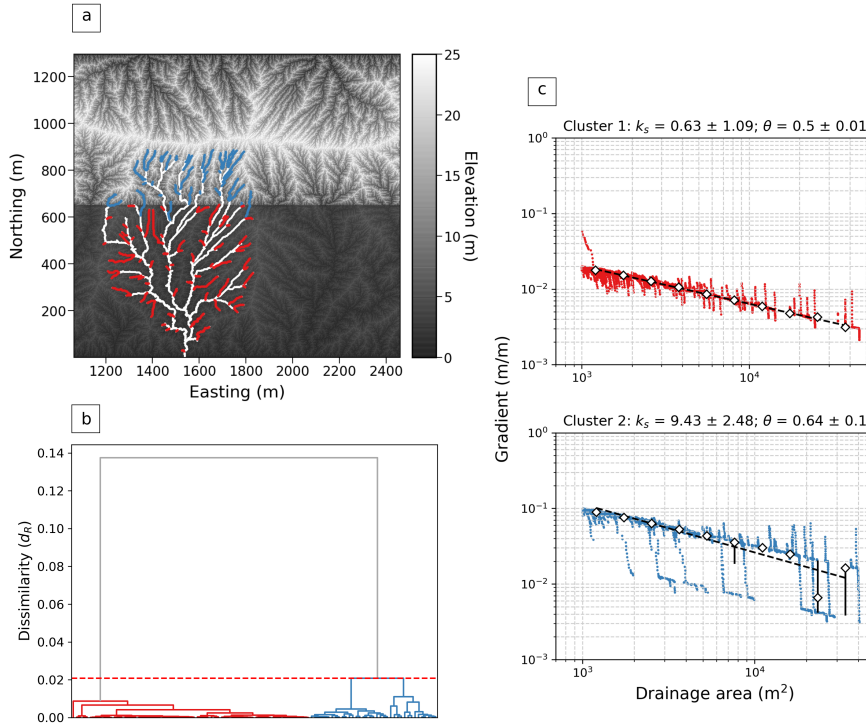 a
1200
1000
800
600
400
200
Northing (m)
1200 1400 1600 1800 2000 2200 2400
Easting (m)
25
20
15
10
5
0
Elevation (m)
b
0.14
0.12
0.10
0.08
0.06
0.04
0.02
0.00
Dissimilarity (d_R)
c
Cluster 1: k_s = 0.63 ± 1.09; θ = 0.5 ± 0.01
10^0
10^−1
10^−2
10^−3
10^3 10^4
Gradient (m/m)
Cluster 2: k_s = 9.43 ± 2.48; θ = 0.64 ± 0.1
10^0
10^−1
10^−2
10^−3
10^3 10^4
Drainage area (m^2)